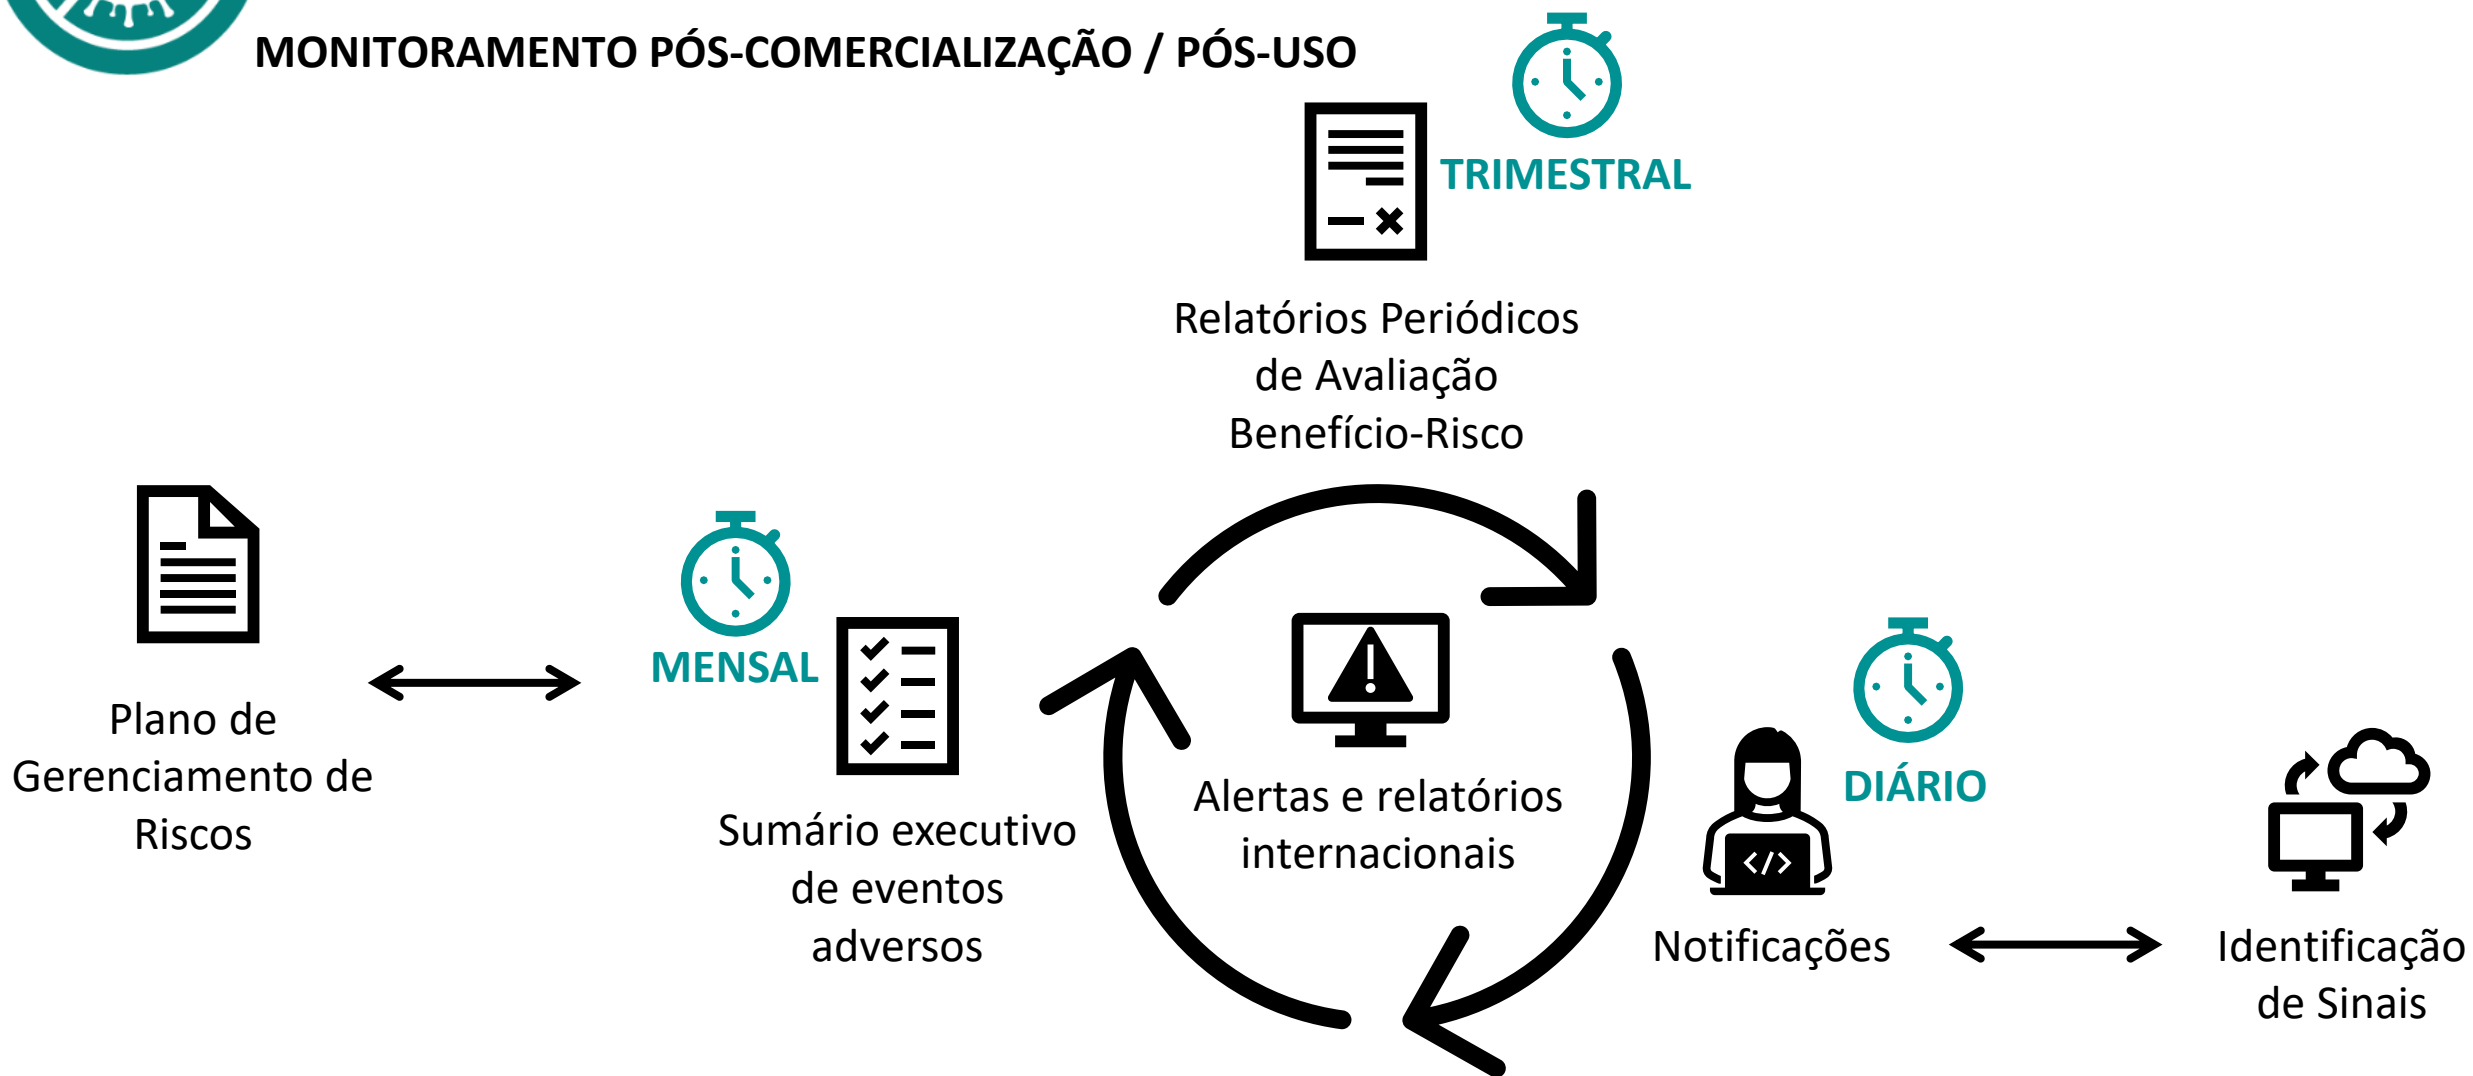 MONITORAMENTO PÓS-COMERCIALIZAÇÃO / PÓS-USO
TRIMESTRAL
Relatórios Periódicos
de Avaliação
Benefício-Risco
Plano de
Gerenciamento de
Riscos
MENSAL
Sumário executivo
de eventos
adversos
Alertas e relatórios
internacionais
DIÁRIO
</>
Notificações
Identificação
de Sinais